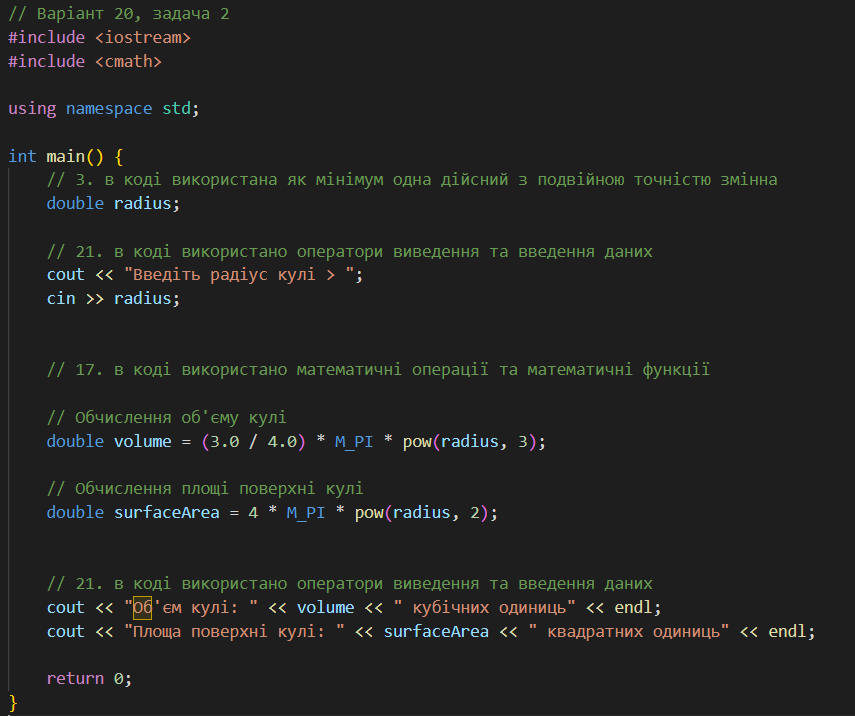 // Варіант 20, задача 2
#include <iostream>
#include <cmath>
using namespace std;
int main() {
// 3. в коді використана як мінімум одна дійсний з подвійною точністю змінна
double radius;
// 21. в коді використано оператори виведення та введення даних
cout << "Введіть радіус кулі > ";
cin >> radius;
// 17. в коді використано математичні операції та математичні функції
// Обчислення об'єму кулі
double volume = (3.0 / 4.0) * M_PI * pow(radius, 3);
// Обчислення площі поверхні кулі
double surfaceArea = 4 * M_PI * pow(radius, 2);
// 21. в коді використано оператори виведення та введення даних
cout << "Об'єм кулі: " << volume << " кубічних одиниць" << endl;
cout << "Площа поверхні кулі: " << surfaceArea << " квадратних одиниць" << endl;
return 0;
}